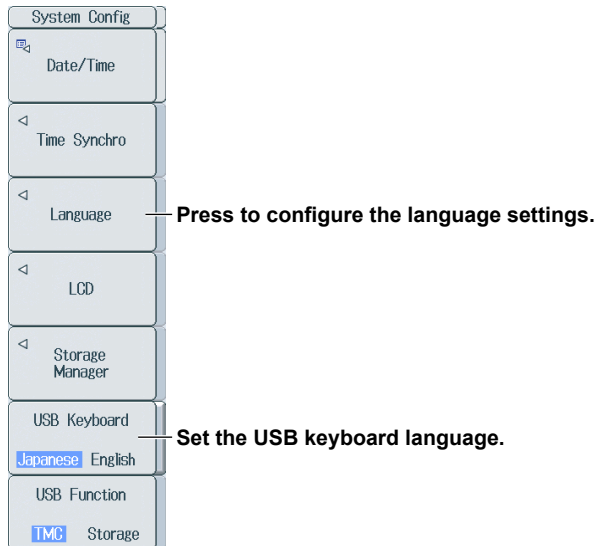 System Config
Date/Time
Time Synchro
Language
Press to configure the language settings.
LCD
Storage
Manager
USB Keyboard
Set the USB keyboard language.
Japanese English
USB Function
TMC Storage